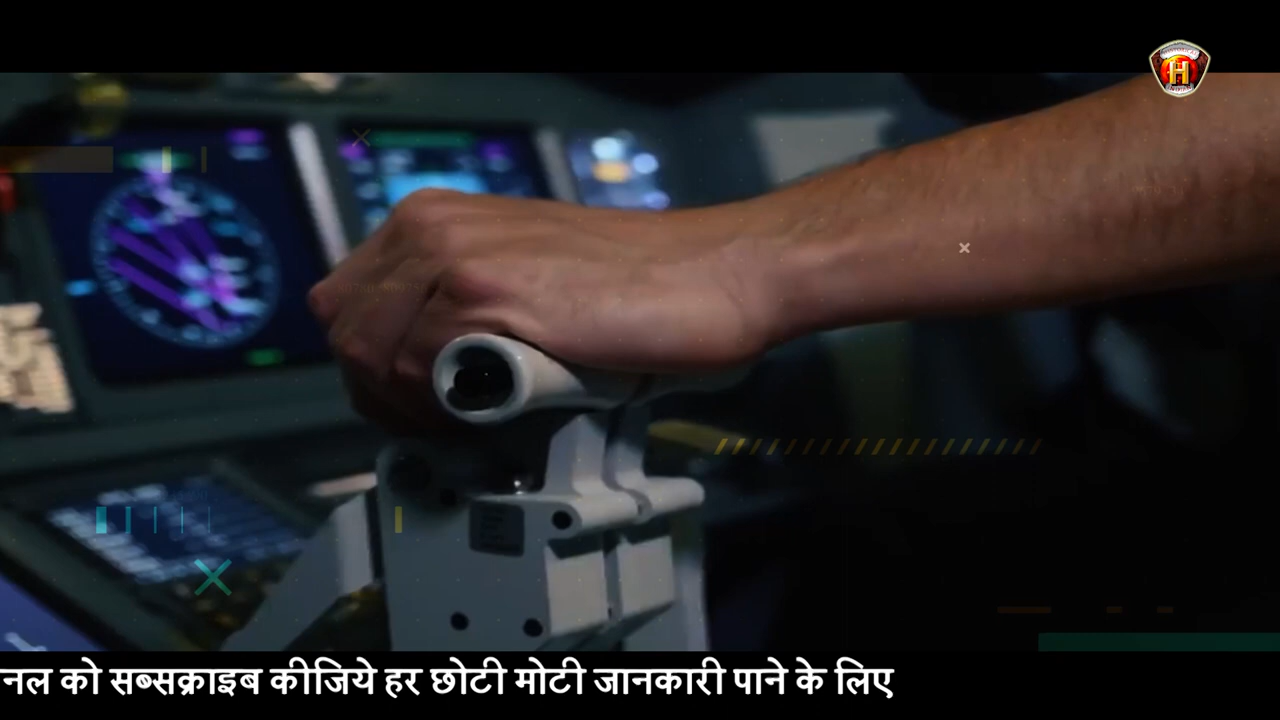 H
नल को सब्सक्राइब कीजिये हर छोटी मोटी जानकारी पाने के लिए